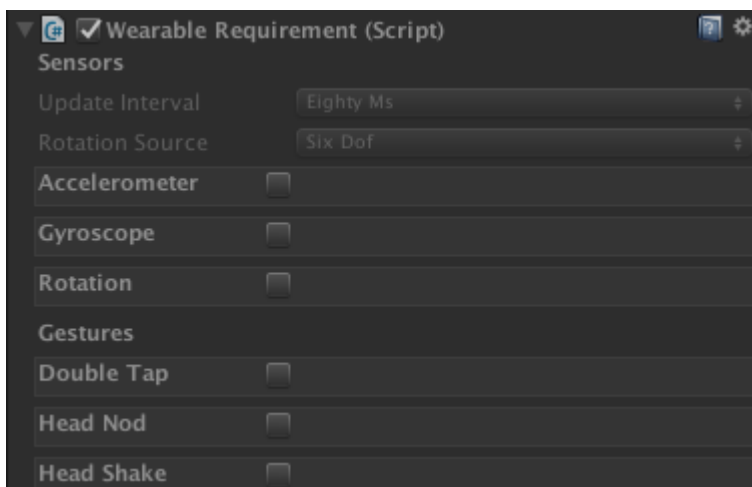 Wearable Requirement (Script)
Sensors
Update Interval Eighty Ms
Rotation Source Six Dof
Accelerometer
Gyroscope
Rotation
Gestures
Double Tap
Head Nod
Head Shake